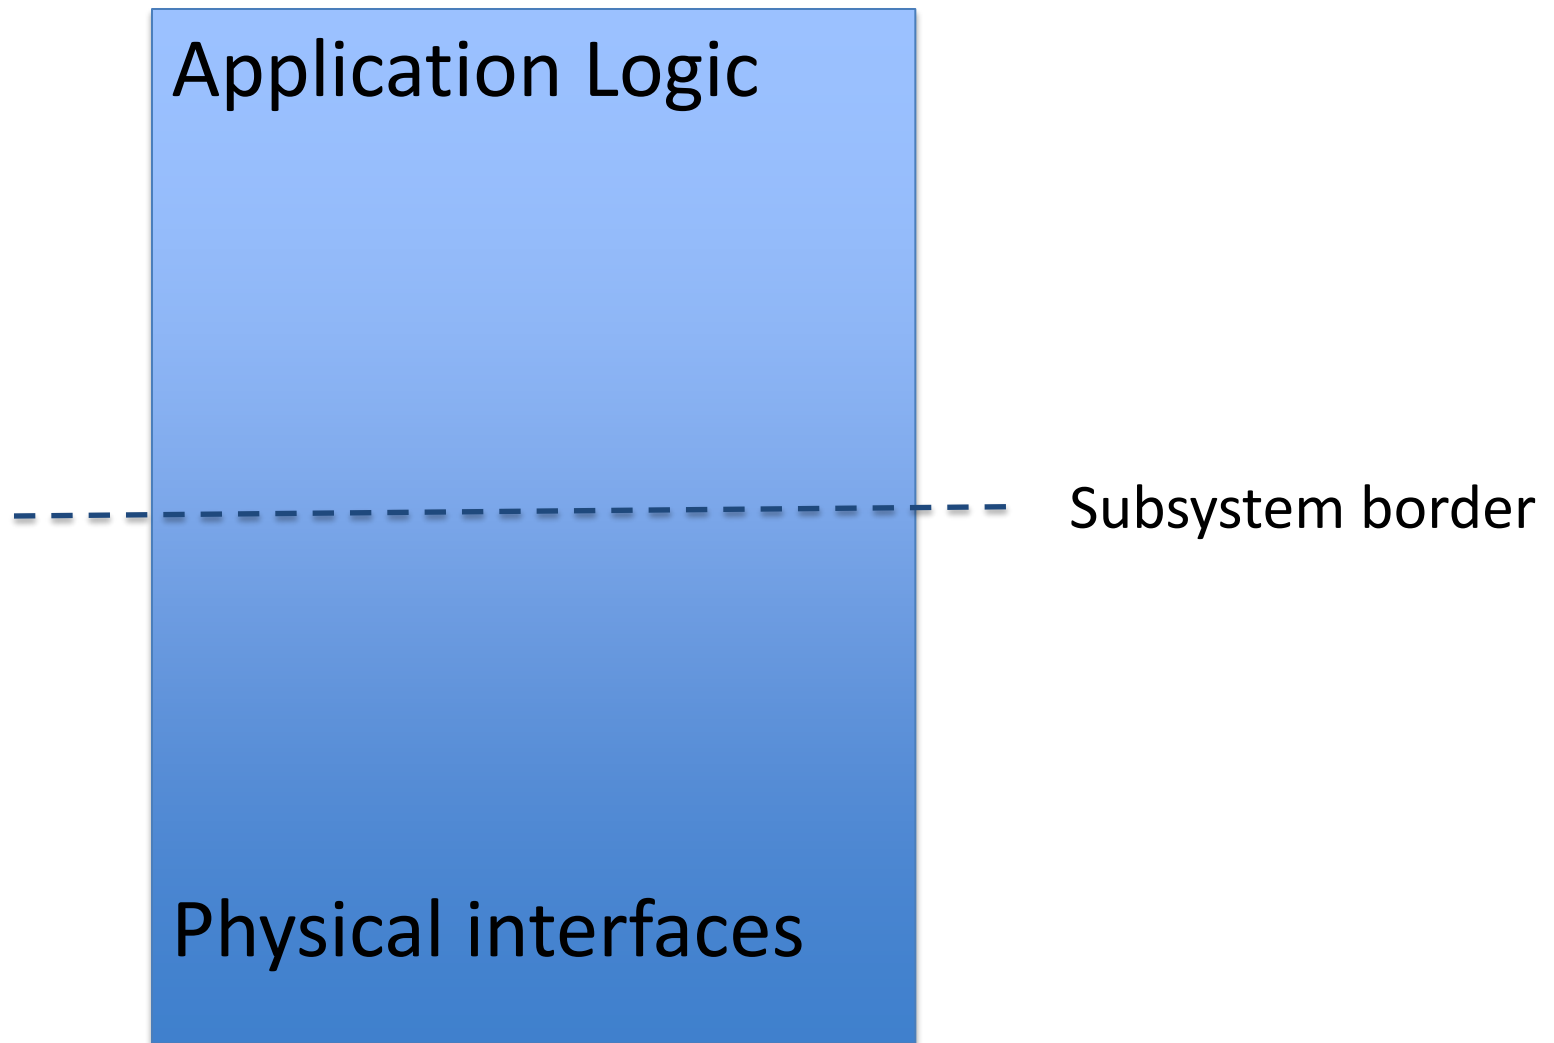 Application Logic
Subsystem border
Physical interfaces